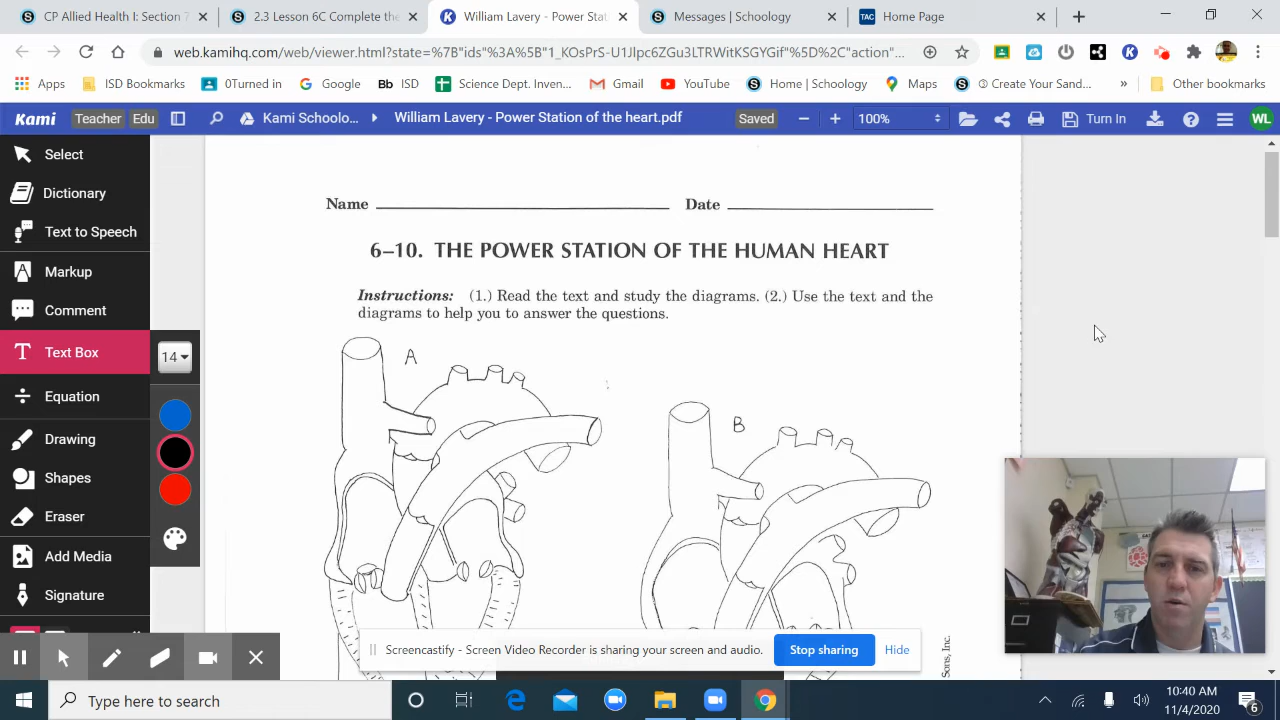 CP Allied Health I: Section 7
2.3 Lesson 6C Complete the
William Lavery - Power Stat
Messages | Schoology
TAC Home Page
web.kamihq.com/web/viewer.html?state=%7B"ids"%3A%5B"1_KOsPrS-U1JIpc6ZGu3LTRWitKSGYGif"%5D%2C"action"
Apps
ISD Bookmarks
0Turned in
Google
Bb ISD
Science Dept. Inven...
Gmail
YouTube
Home | Schoology
Maps
③ Create Your Sand...
»
Other bookmarks
Kami
Teacher
Edu
Kami Schoolo...
William Lavery - Power Station of the heart.pdf
Saved
100%
Turn In
WL
Select
Dictionary
Text to Speech
Markup
Comment
Text Box
Equation
Drawing
Shapes
Eraser
Add Media
Signature
14
Name
Date
6–10. THE POWER STATION OF THE HUMAN HEART
Instructions: (1.) Read the text and study the diagrams. (2.) Use the text and the
diagrams to help you to answer the questions.
A
B
Sons, Inc.
Screencastify - Screen Video Recorder is sharing your screen and audio.
Stop sharing
Hide
Type here to search
10:40 AM
11/4/2020
6